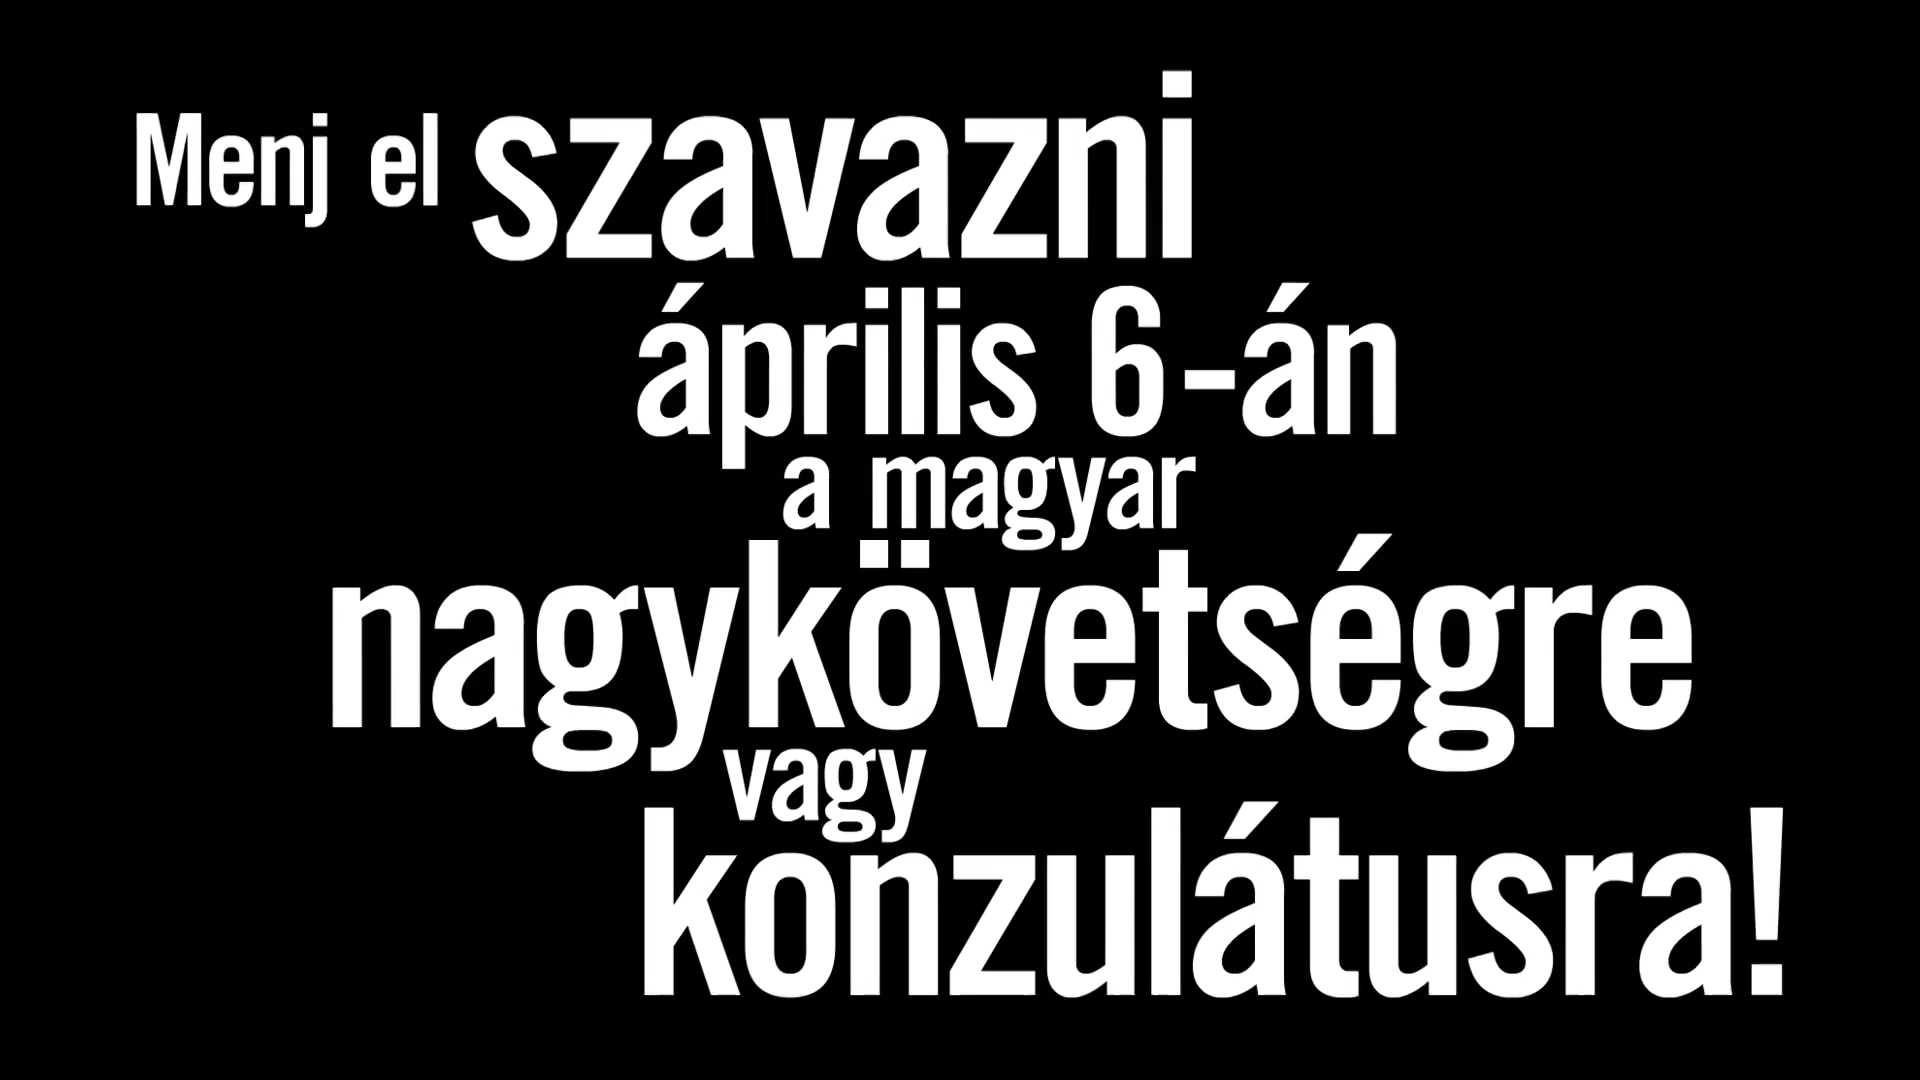 Menj el szavazni
április 6-án
a magyar
nagykövetségre
vagy
konzulátusra!